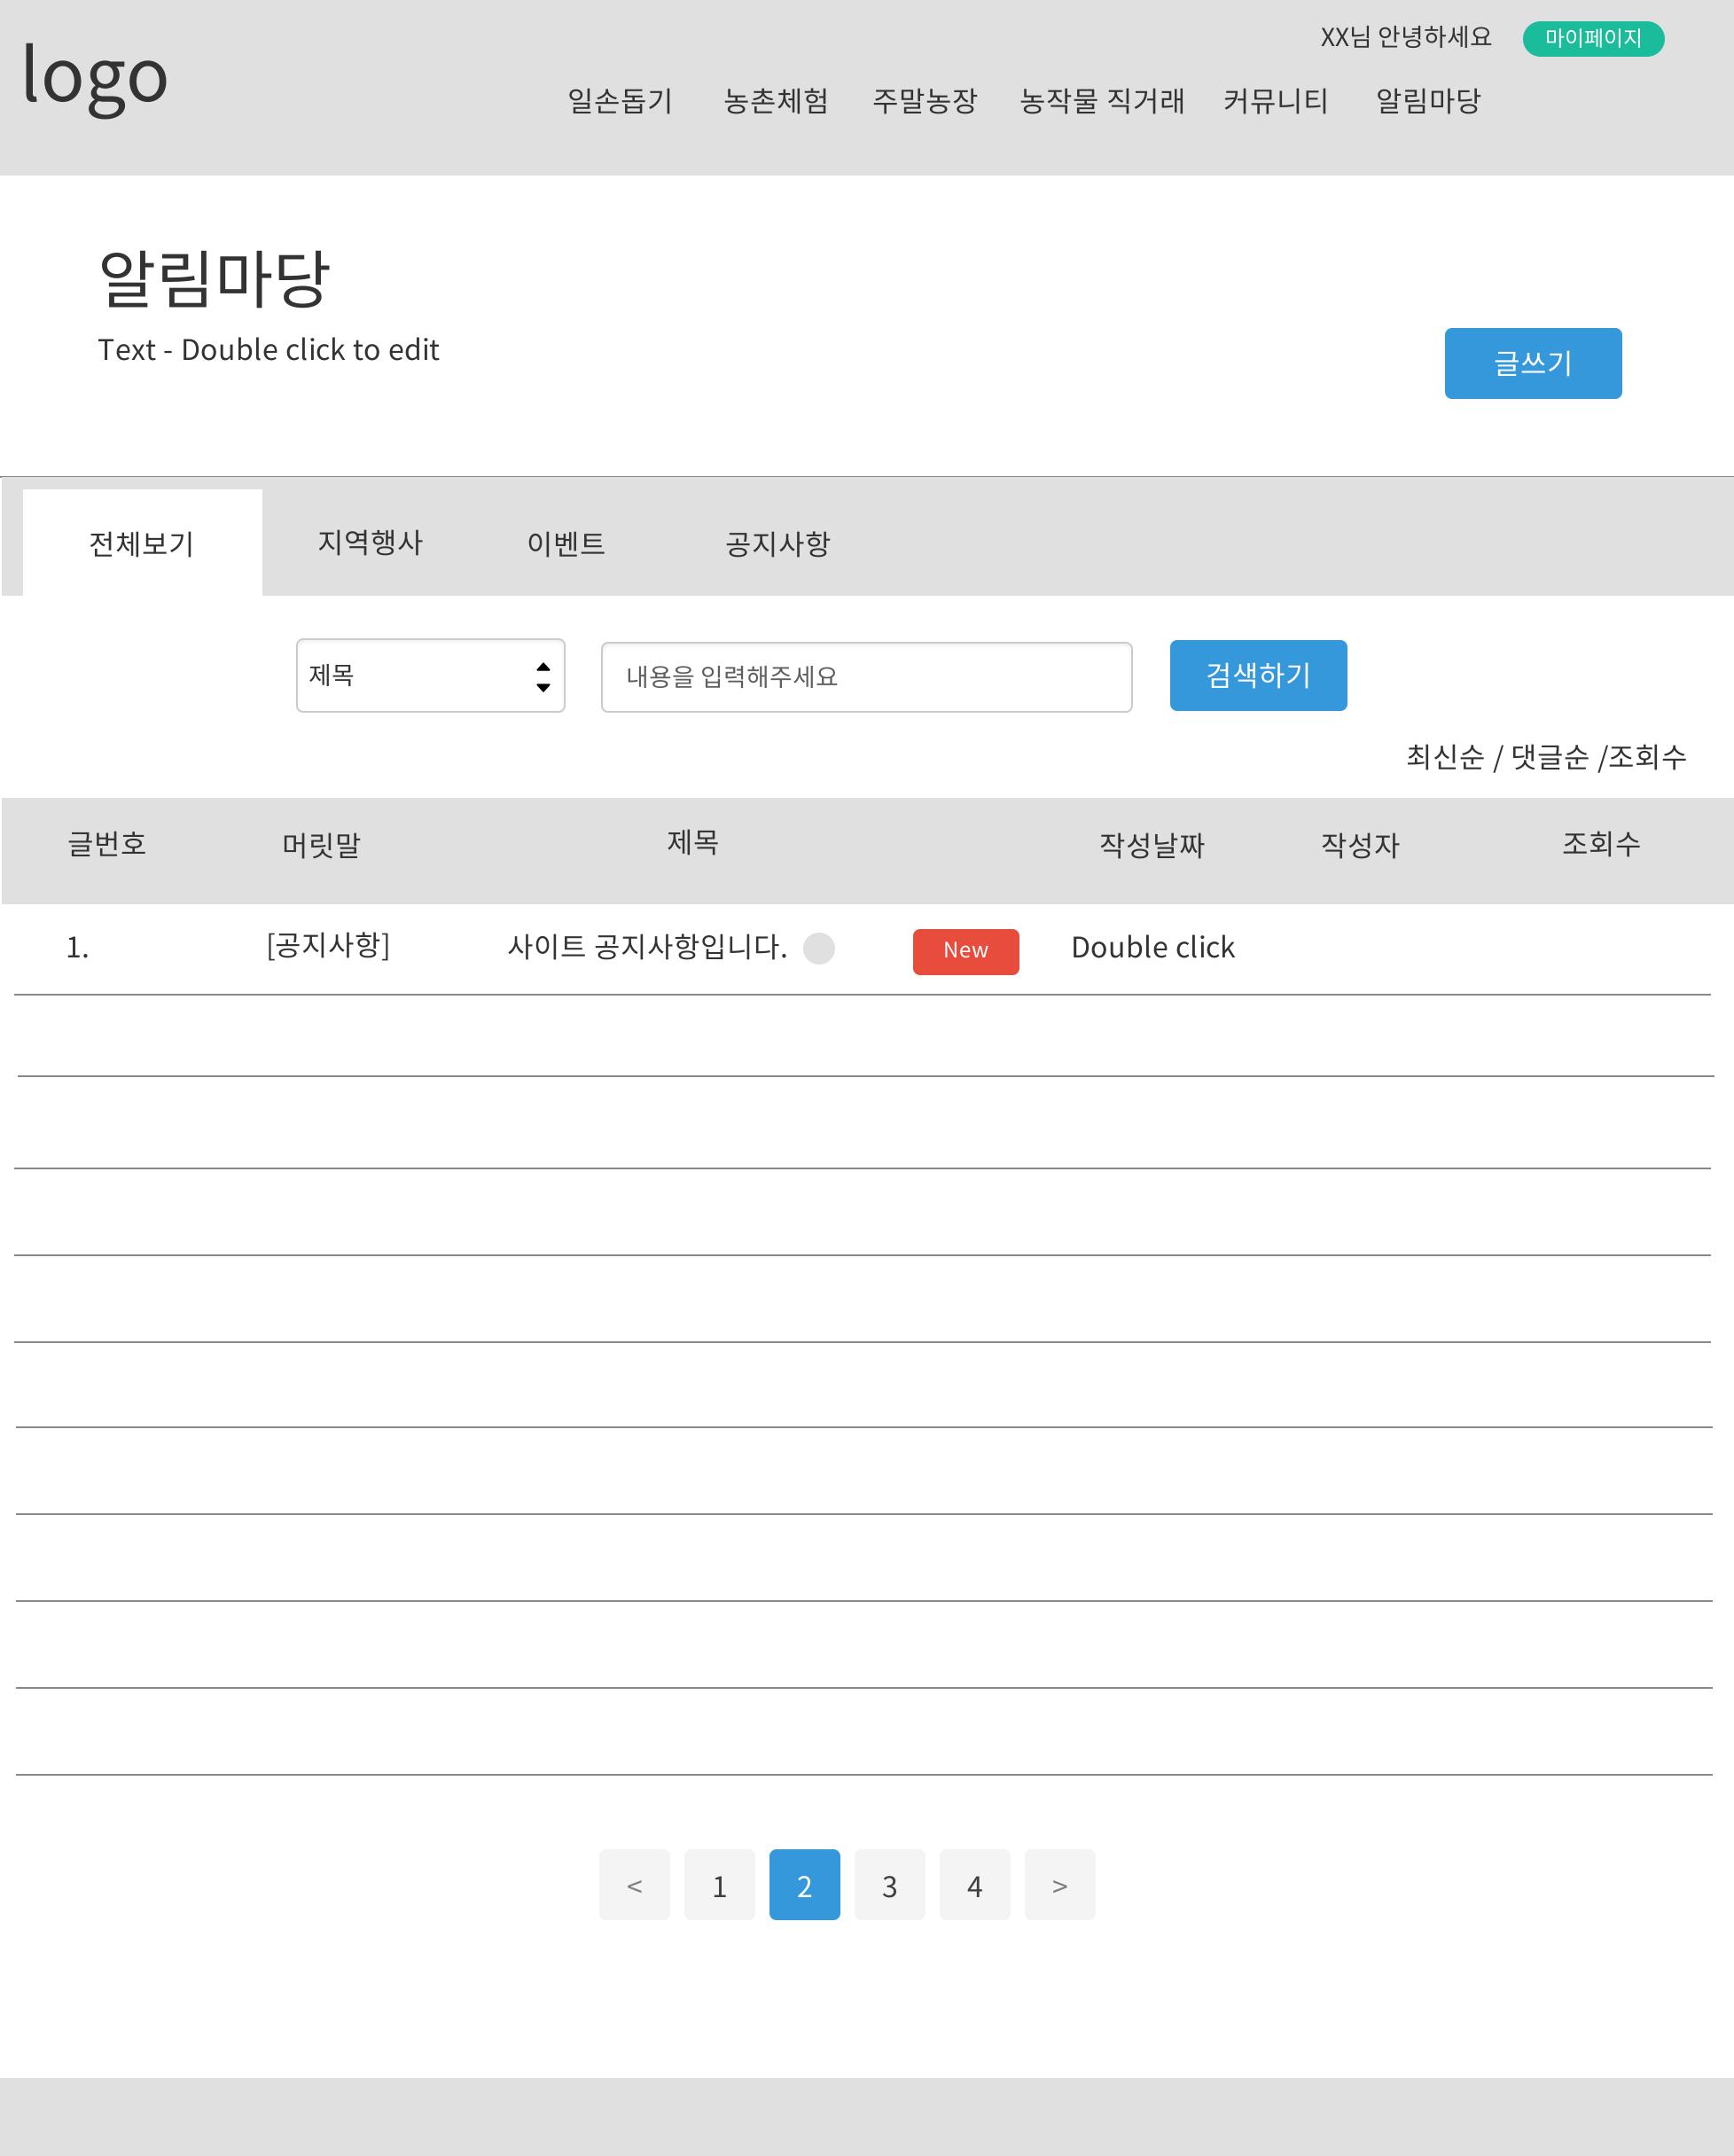 XX님 안녕하세요 마이페이지
logo
일손돕기 농촌체험 주말농장 농작물 직거래 커뮤니티 알림마당
알림마당
Text - Double click to edit
글쓰기
전체보기 지역행사 이벤트 공지사항
제목 내용을 입력해주세요 검색하기
최신순 / 댓글순 /조회수
글번호 머릿말 제목 작성날짜 작성자 조회수
1. [공지사항] 사이트 공지사항입니다. New Double click
< 1 2 3 4 >